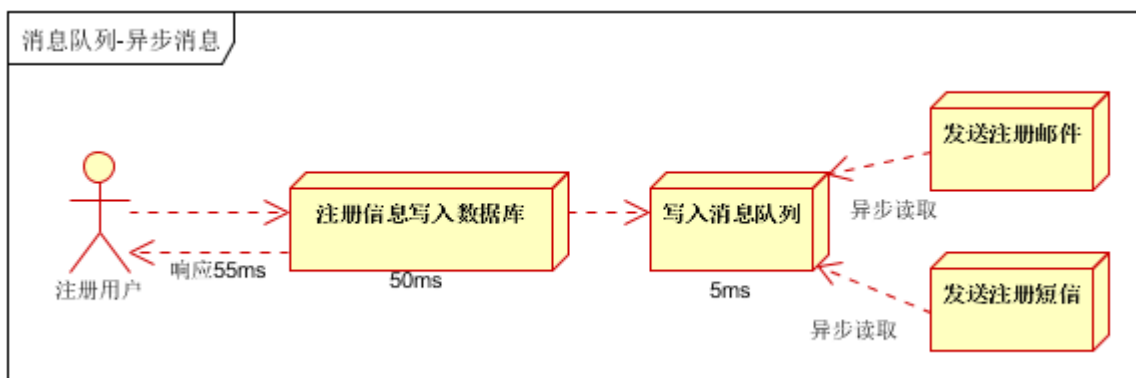 消息队列-异步消息
发送注册邮件
注册信息写入数据库
写入消息队列
异步读取
响应55ms
50ms
5ms
注册用户
发送注册短信
异步读取